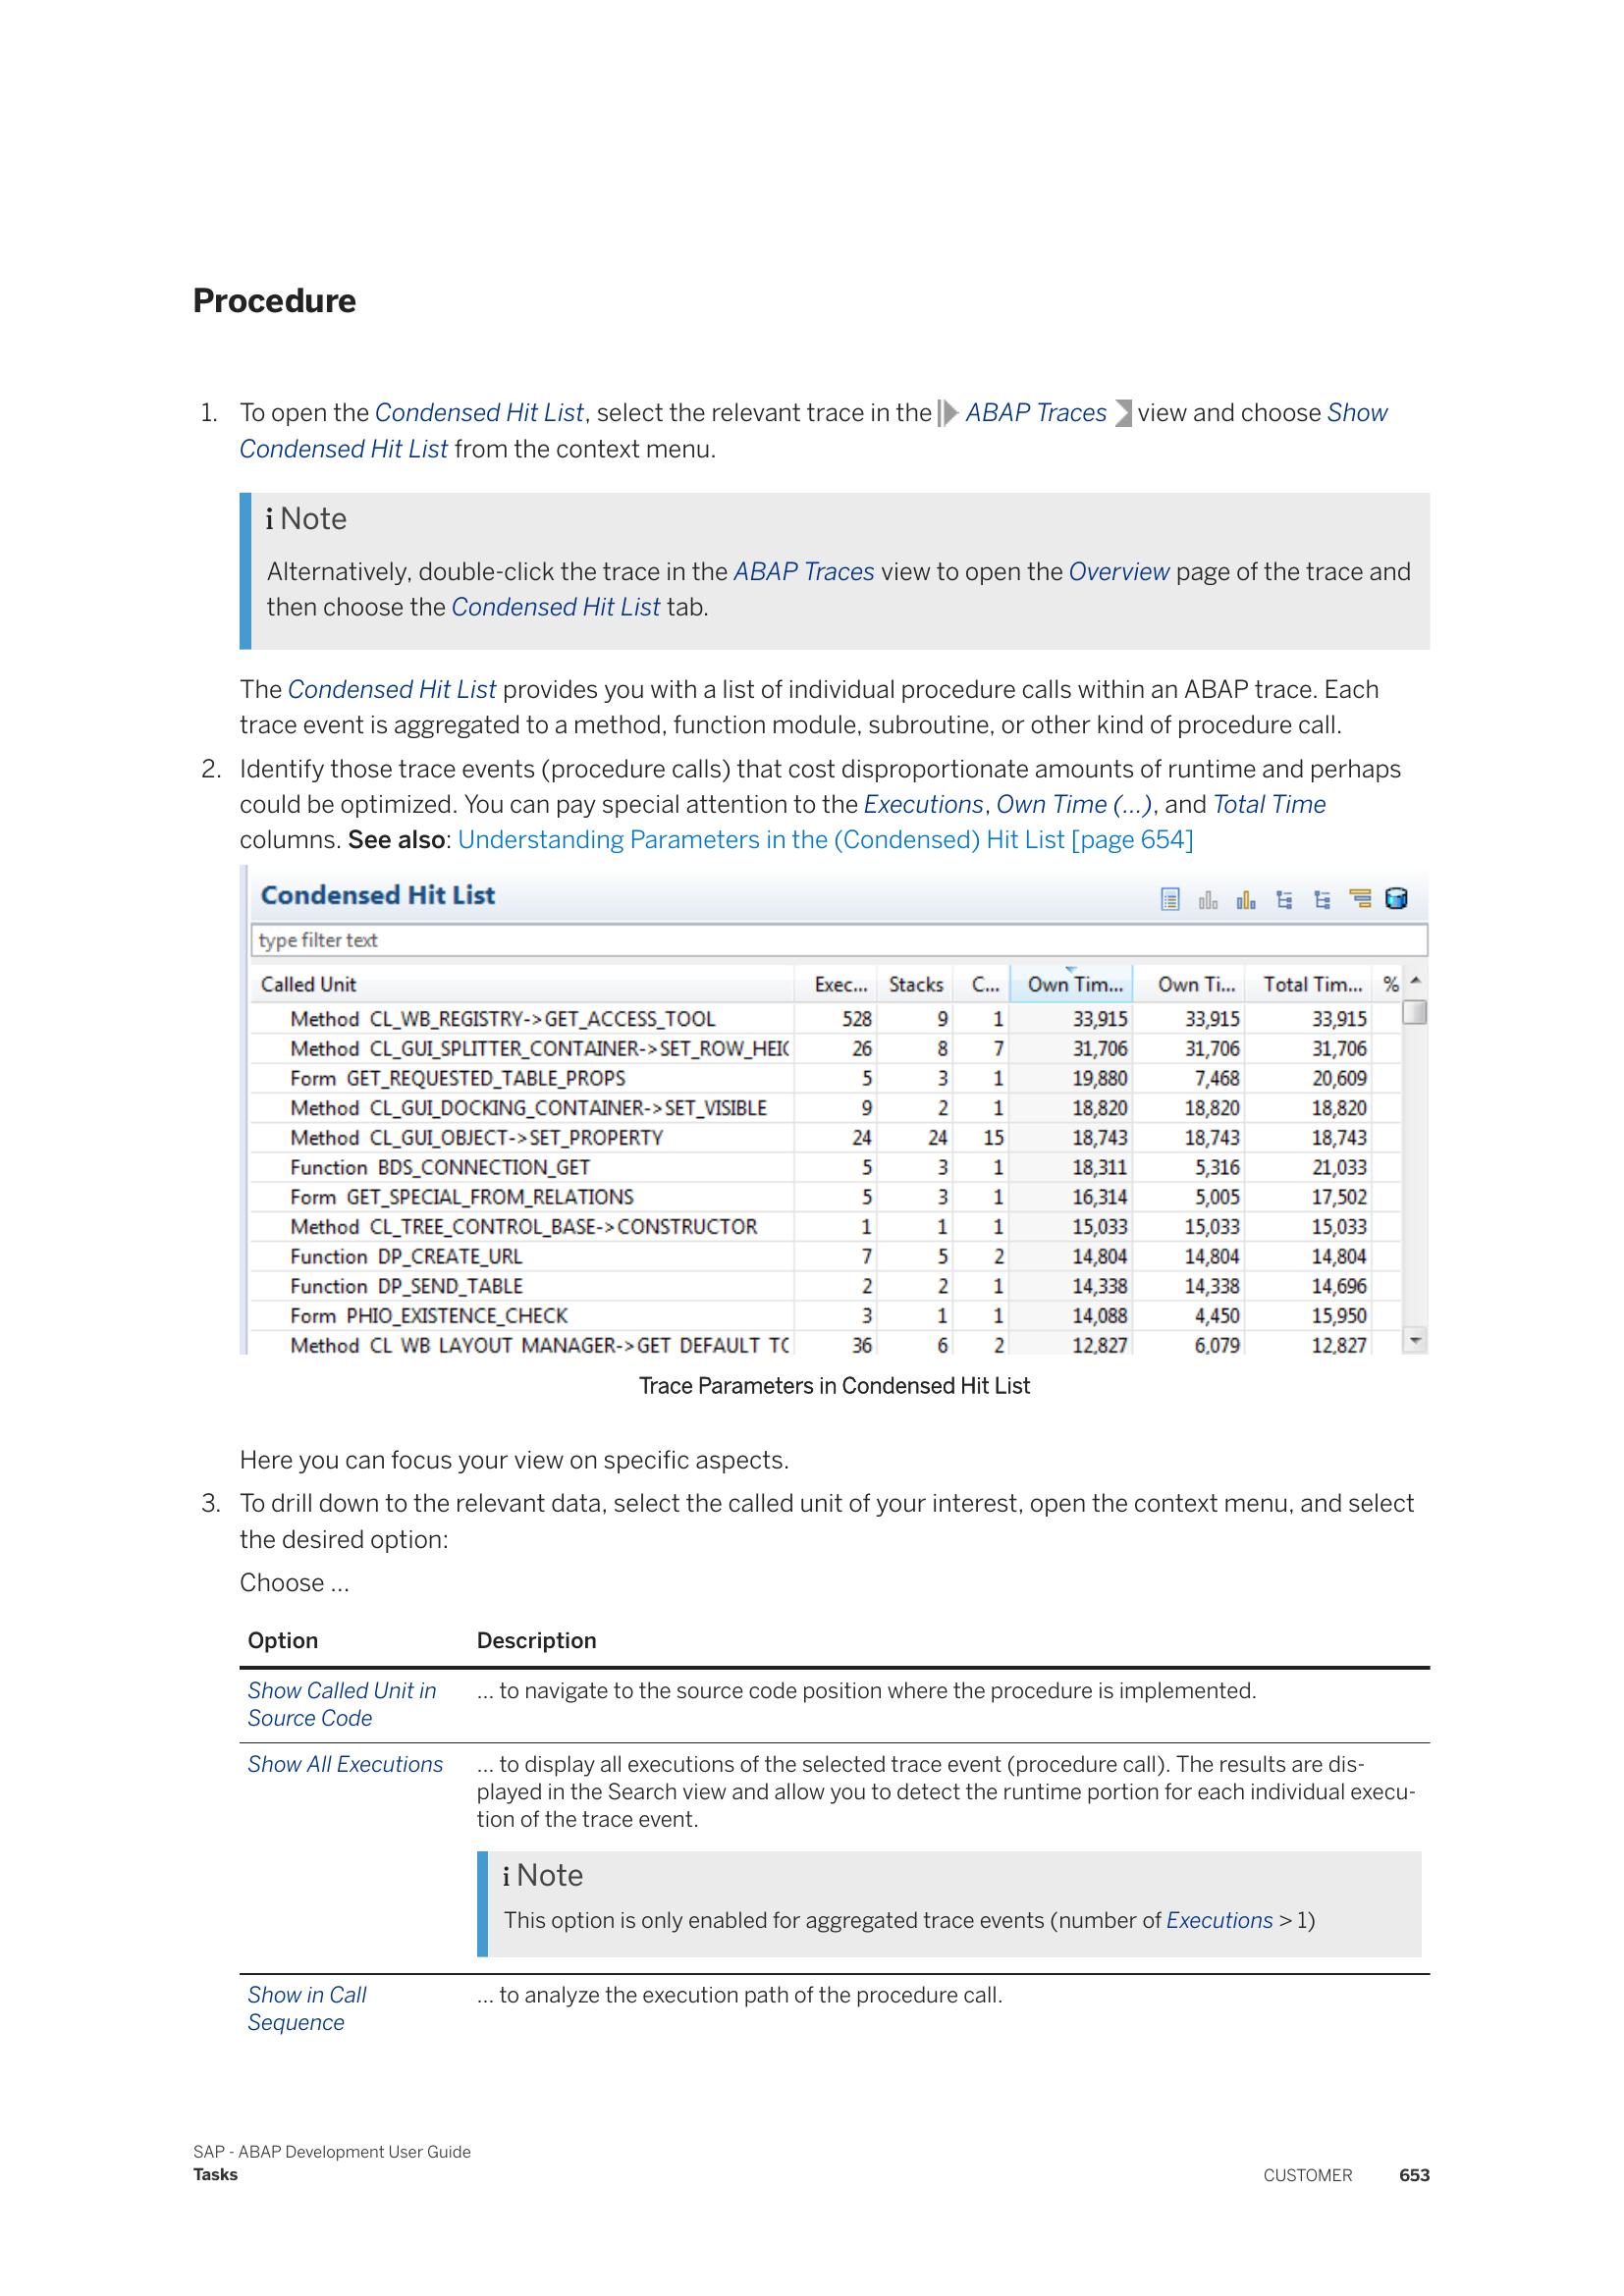 Procedure
1. To open the Condensed Hit List, select the relevant trace in the ABAP Traces view and choose Show
Condensed Hit List from the context menu.
i Note
Alternatively, double-click the trace in the ABAP Traces view to open the Overview page of the trace and
then choose the Condensed Hit List tab.
The Condensed Hit List provides you with a list of individual procedure calls within an ABAP trace. Each
trace event is aggregated to a method, function module, subroutine, or other kind of procedure call.
2. Identify those trace events (procedure calls) that cost disproportionate amounts of runtime and perhaps
could be optimized. You can pay special attention to the Executions, Own Time (...), and Total Time
columns. See also: Understanding Parameters in the (Condensed) Hit List [page 654]
Condensed Hit List
type filter text
Called Unit Exec... Stacks C... Own Tim... Own Ti... Total Tim... %
Method CL_WB_REGISTRY->GET_ACCESS_TOOL 528 9 1 33,915 33,915 33,915
Method CL_GUI_SPLITTER_CONTAINER->SET_ROW_HEIG 26 8 7 31,706 31,706 31,706
Form GET_REQUESTED_TABLE_PROPS 5 3 1 19,880 7,468 20,609
Method CL_GUI_DOCKING_CONTAINER->SET_VISIBLE 9 2 1 18,820 18,820 18,820
Method CL_GUI_OBJECT->SET_PROPERTY 24 24 15 18,743 18,743 18,743
Function BDS_CONNECTION_GET 5 3 1 18,311 5,316 21,033
Form GET_SPECIAL_FROM_RELATIONS 5 3 1 16,314 5,005 17,502
Method CL_TREE_CONTROL_BASE->CONSTRUCTOR 1 1 1 15,033 15,033 15,033
Function DP_CREATE_URL 7 5 2 14,804 14,804 14,804
Function DP_SEND_TABLE 2 2 1 14,338 14,338 14,696
Form PHIO_EXISTENCE_CHECK 3 1 1 14,088 4,450 15,950
Method CL_WB_LAYOUT_MANAGER->GET_DEFAULT_TO 36 6 2 12,827 6,079 12,827
Trace Parameters in Condensed Hit List
Here you can focus your view on specific aspects.
3. To drill down to the relevant data, select the called unit of your interest, open the context menu, and select
the desired option:
Choose ...
Option Description
Show Called Unit in ... to navigate to the source code position where the procedure is implemented.
Source Code
Show All Executions ... to display all executions of the selected trace event (procedure call). The results are dis-
played in the Search view and allow you to detect the runtime portion for each individual execu-
tion of the trace event.
i Note
This option is only enabled for aggregated trace events (number of Executions > 1)
Show in Call ... to analyze the execution path of the procedure call.
Sequence
SAP - ABAP Development User Guide
Tasks CUSTOMER 653